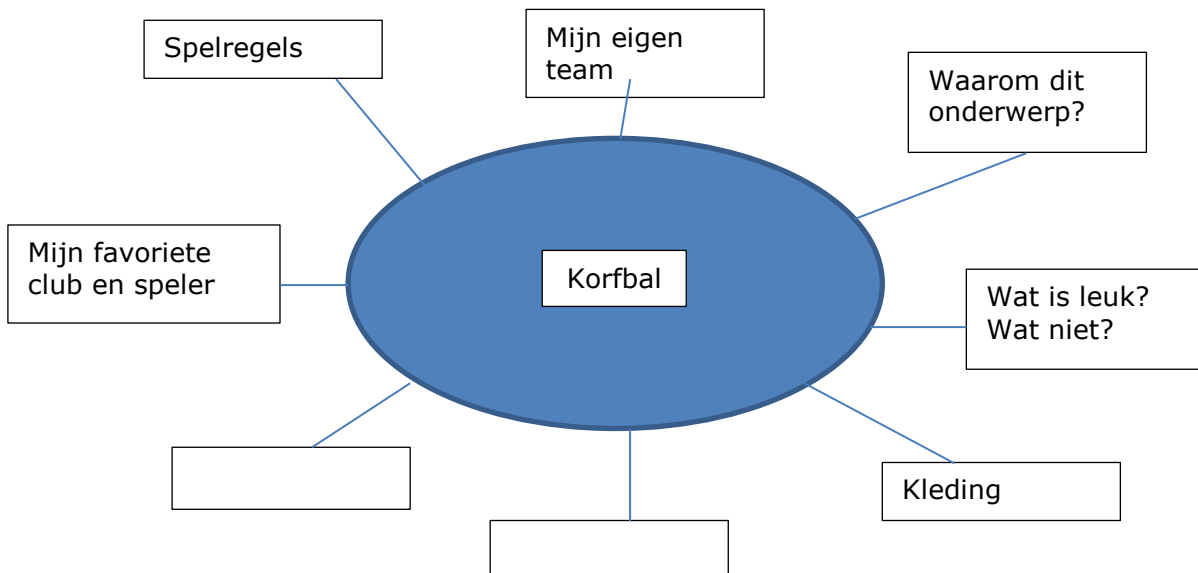 Spelregels
Mijn eigen
team
Waarom dit
onderwerp?
Mijn favoriete
club en speler
Korfbal
Wat is leuk?
Wat niet?
Kleding